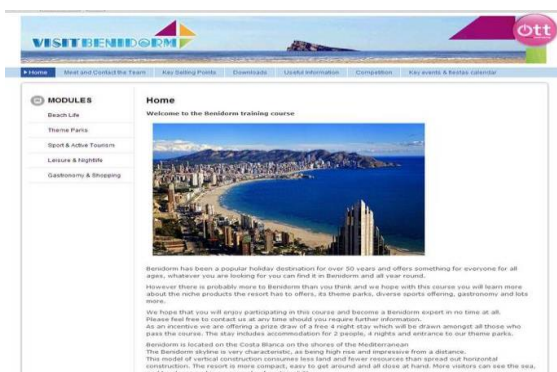 VISITBENIDORM
Ott
Home Meet and Contact the Team Key Selling Points Downloads Useful Information Competition Key events & fiestas calendar
MODULES
Beach Life
Theme Parks
Sport & Active Tourism
Leisure & Nightlife
Gastronomy & Shopping
Home
Welcome to the Benidorm training course
Benidorm has been a popular holiday destination for over 50 years and offers something for everyone for all
ages, whatever you are looking for you can find it in Benidorm and all year round.
However there is probably more to Benidorm than you think and we hope with this course you will learn more
about the niche products the resort has to offers, its theme parks, diverse sports offering, gastronomy and lots
more.
We hope that you will enjoy participating in this course and become a Benidorm expert in no time at all.
Please feel free to contact us at any time should you require further information.
As an incentive we are offering a prize draw of a free 4 night stay which will be drawn amongst all those who
pass the course. The stay includes accommodation for 2 people, 4 nights and entrance to our theme parks.
Benidorm is located on the Costa Blanca on the shores of the Mediterranean
The Benidorm skyline is very characteristic, as being high rise and impressive from a distance.
This model of vertical construction consumes less land and fewer resources than spread out horizontal
construction. The resort is more compact, easy to get around and all close at hand. More visitors can see the sea,